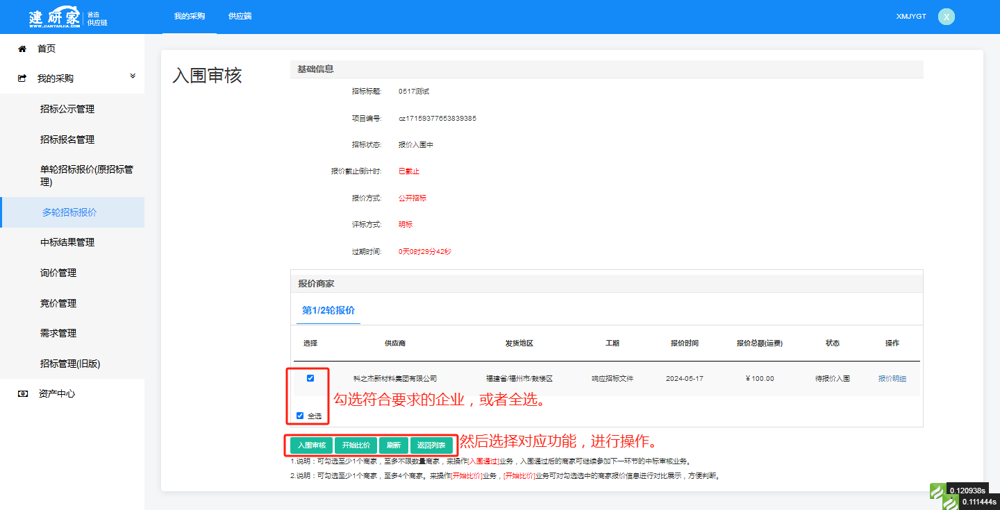 建研家 营造供应链
WWW.JIANYANJIA.COM
我的采购 供应端 XMJYGT X
首页
我的采购
招标公示管理
招标报名管理
单轮招标报价(原招标管
理)
多轮招标报价
中标结果管理
询价管理
竞价管理
需求管理
招标管理(旧版)
资产中心
入围审核
基础信息
招标标题: 0517测试
项目编号: cz17159377653839385
招标状态: 报价入围中
报价截止倒计时: 已截止
报价方式: 公开招标
评标方式: 明标
过期时间: 0天0时29分42秒
报价商家
第1/2轮报价
选择 供应商 发货地区 工期 报价时间 报价总额(运费) 状态 操作
科之杰新材料集团有限公司 福建省/福州市/鼓楼区 响应招标文件 2024-05-17 ¥ 100.00 待报价入围 报价明细
勾选符合要求的企业，或者全选。
全选
入围审核 开始比价 刷新 返回列表
然后选择对应功能，进行操作。
1.说明：可勾选至少1个商家，至多不限数量商家，来操作[入围通过]业务，入围通过后的商家可继续参加下一环节的中标审核业务。
2.说明：可勾选至少1个商家，至多4个商家。来操作[开始比价]业务，[开始比价]业务可对勾选选中的商家报价信息进行对比展示，方便判断。
0.120938s
0.111444s